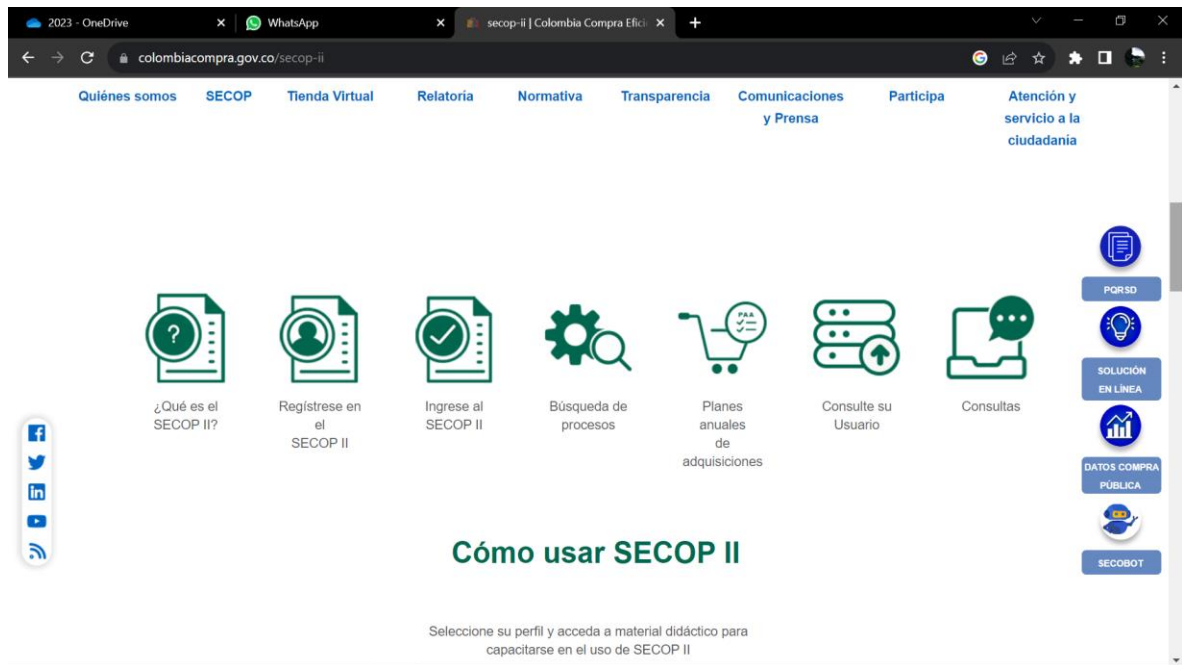 2023 - OneDrive
WhatsApp
secop-ii | Colombia Compra Efici
colombiacompra.gov.co/secop-ii
Quiénes somos
SECOP
Tienda Virtual
Relatoría
Normativa
Transparencia
Comunicaciones
y Prensa
Participa
Atención y
servicio a la
ciudadanía
PQRSD
SOLUCIÓN
EN LÍNEA
DATOS COMPRA
PÚBLICA
SECOBOT
?
PAA
¿Qué es el
SECOP II?
Regístrese en
el
SECOP II
Ingrese al
SECOP II
Búsqueda de
procesos
Planes
anuales
de
adquisiciones
Consulte su
Usuario
Consultas
Cómo usar SECOP II
Seleccione su perfil y acceda a material didáctico para
capacitarse en el uso de SECOP II